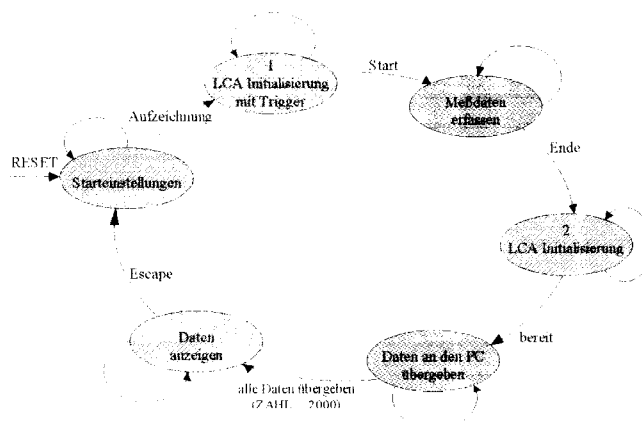 1
LCA Initialisierung
mit Trigger
Start
Meßdaten
erfassen
Aufzeichnung
Ende
RESET
Starteinstellungen
2
LCA Initialisierung
Escape
bereit
Daten
anzeigen
Daten an den PC
übergeben
alle Daten übergeben
(ZAHL 2000)